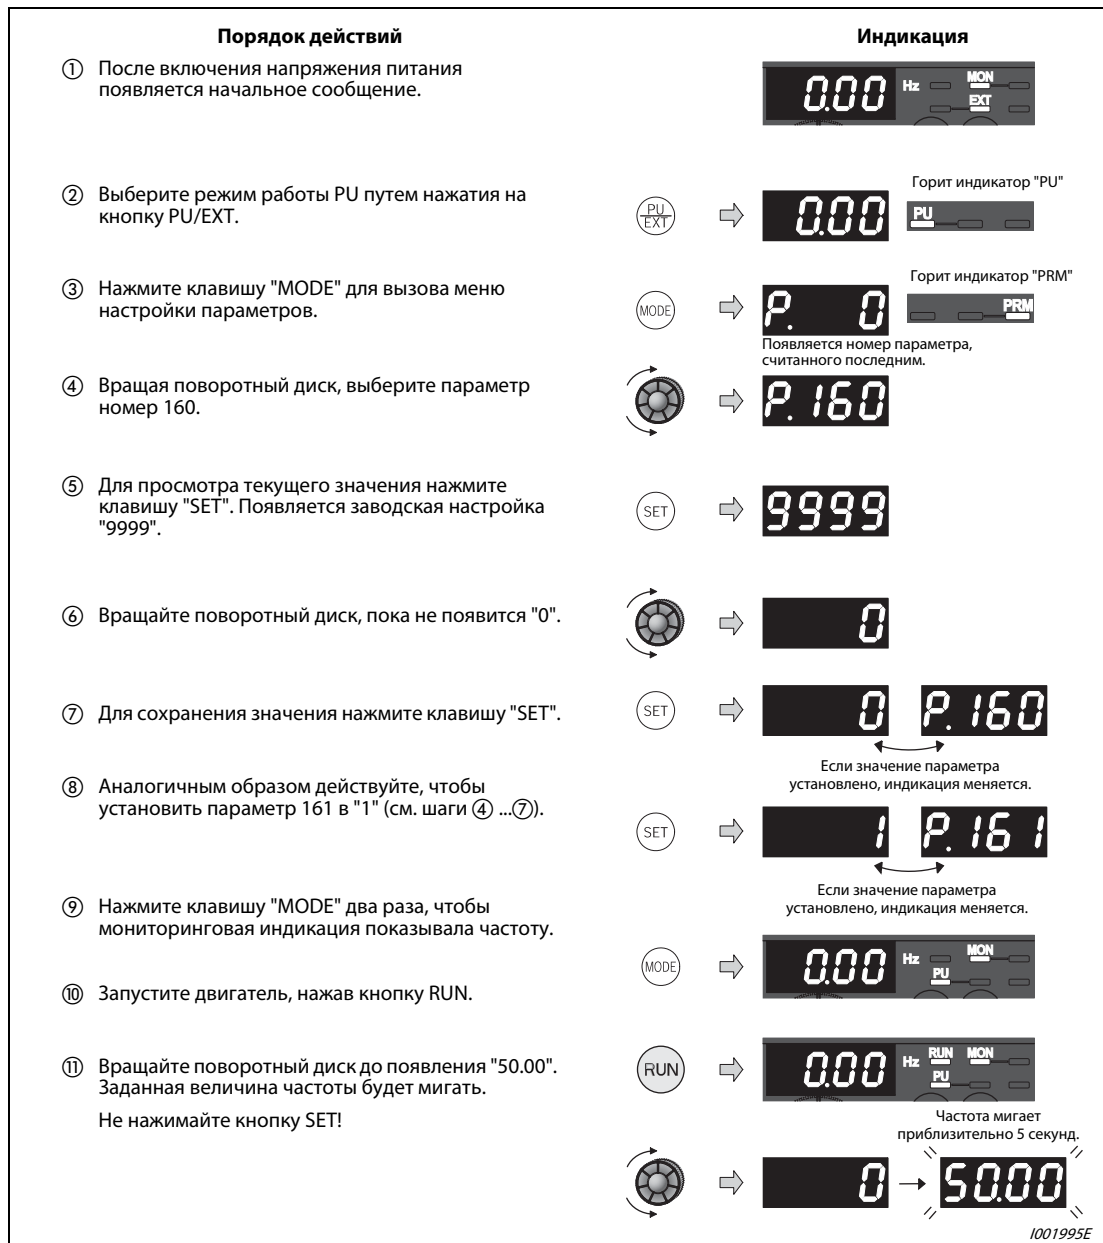 Порядок действий
Индикация
① После включения напряжения питания
появляется начальное сообщение.
0.00 Hz MON
EXT
② Выберите режим работы PU путем нажатия на
кнопку PU/EXT.
PU
EXT
0.00
Горит индикатор "PU"
PU
③ Нажмите клавишу "MODE" для вызова меню
настройки параметров.
MODE
P. 0
Горит индикатор "PRM"
PRM
Появляется номер параметра,
считанного последним.
④ Вращая поворотный диск, выберите параметр
номер 160.
P. 160
⑤ Для просмотра текущего значения нажмите
клавишу "SET". Появляется заводская настройка
"9999".
SET
9999
⑥ Вращайте поворотный диск, пока не появится "0".
0
⑦ Для сохранения значения нажмите клавишу "SET".
SET
0 P. 160
Если значение параметра
установлено, индикация меняется.
⑧ Аналогичным образом действуйте, чтобы
установить параметр 161 в "1" (см. шаги ④ ...⑦).
SET
1 P. 161
Если значение параметра
установлено, индикация меняется.
⑨ Нажмите клавишу "MODE" два раза, чтобы
мониторинговая индикация показывала частоту.
MODE
0.00 Hz MON
PU
⑩ Запустите двигатель, нажав кнопку RUN.
RUN
0.00 Hz RUN MON
PU
⑪ Вращайте поворотный диск до появления "50.00".
Заданная величина частоты будет мигать.
Не нажимайте кнопку SET!
Частота мигает
приблизительно 5 секунд.
0 → 50.00
I001995E